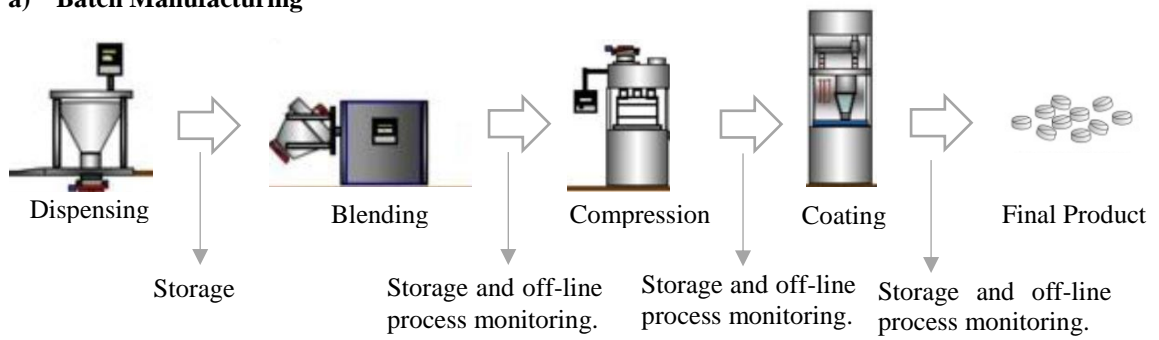 a) Batch Manufacturing
Dispensing
Blending
Compression
Coating
Final Product
Storage
Storage and off-line
process monitoring.
Storage and off-line
process monitoring.
Storage and off-line
process monitoring.